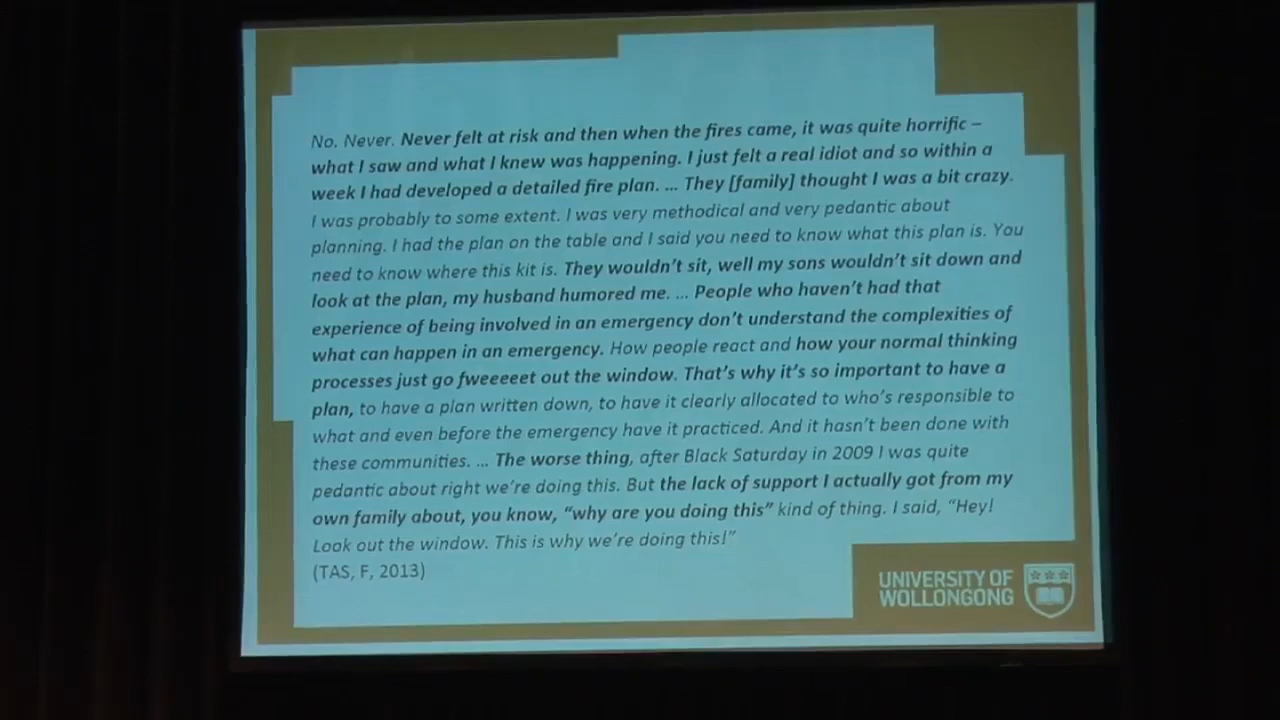 No. Never. Never felt at risk and then when the fires came, it was quite horrific –
what I saw and what I knew was happening. I just felt a real idiot and so within a
week I had developed a detailed fire plan. ... They [family] thought I was a bit crazy.
I was probably to some extent. I was very methodical and very pedantic about
planning. I had the plan on the table and I said you need to know what this plan is. You
need to know where this kit is. They wouldn't sit, well my sons wouldn't sit down and
look at the plan, my husband humored me. ... People who haven't had that
experience of being involved in an emergency don't understand the complexities of
what can happen in an emergency. How people react and how your normal thinking
processes just go fweeeeet out the window. That's why it's so important to have a
plan, to have a plan written down, to have it clearly allocated to who's responsible to
what and even before the emergency have it practiced. And it hasn't been done with
these communities. ... The worse thing, after Black Saturday in 2009 I was quite
pedantic about right we're doing this. But the lack of support I actually got from my
own family about, you know, "why are you doing this" kind of thing. I said, "Hey!
Look out the window. This is why we're doing this!"
(TAS, F, 2013)
UNIVERSITY OF
WOLLONGONG